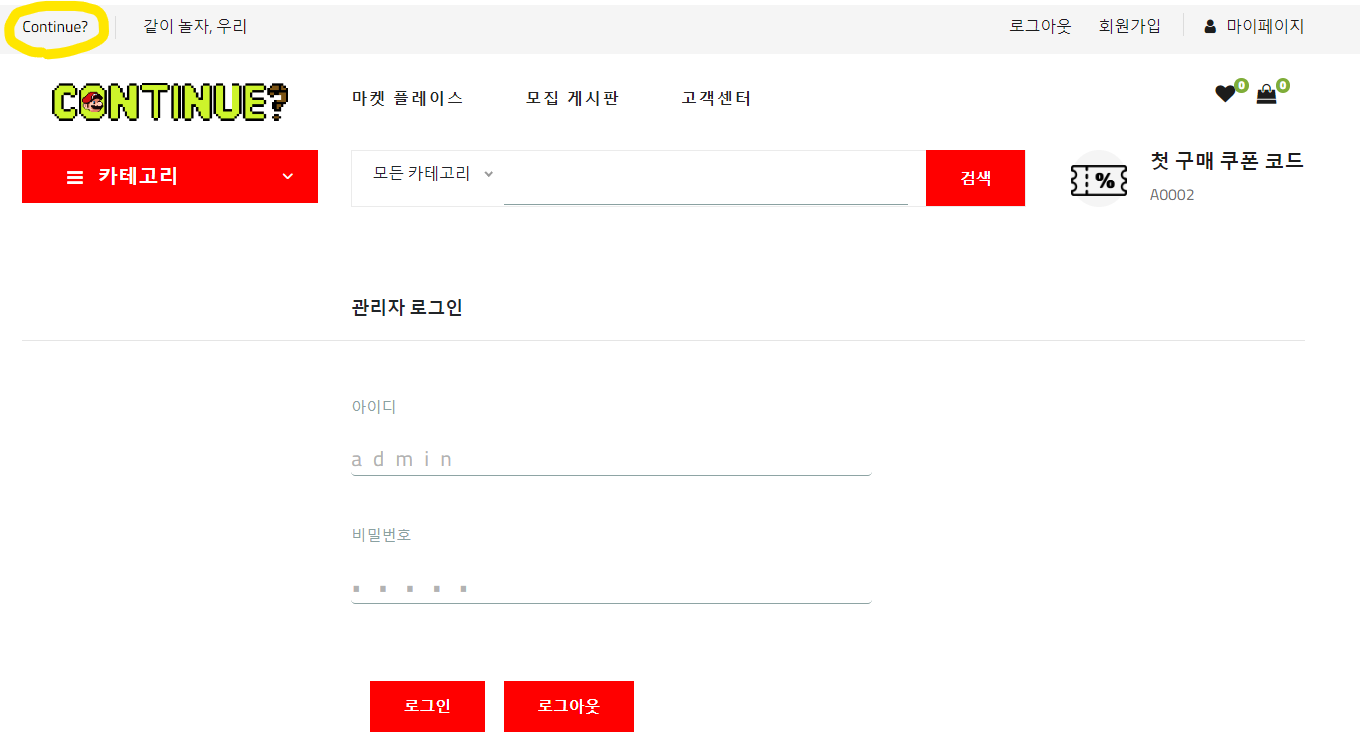 Continue? 같이 놀자, 우리 로그아웃 회원가입 마이페이지
CONTINUE? 마켓 플레이스 모집 게시판 고객센터 0 0
카테고리 모든 카테고리 검색 % 첫 구매 쿠폰 코드
A0002
관리자 로그인
아이디
admin
비밀번호
로그인 로그아웃